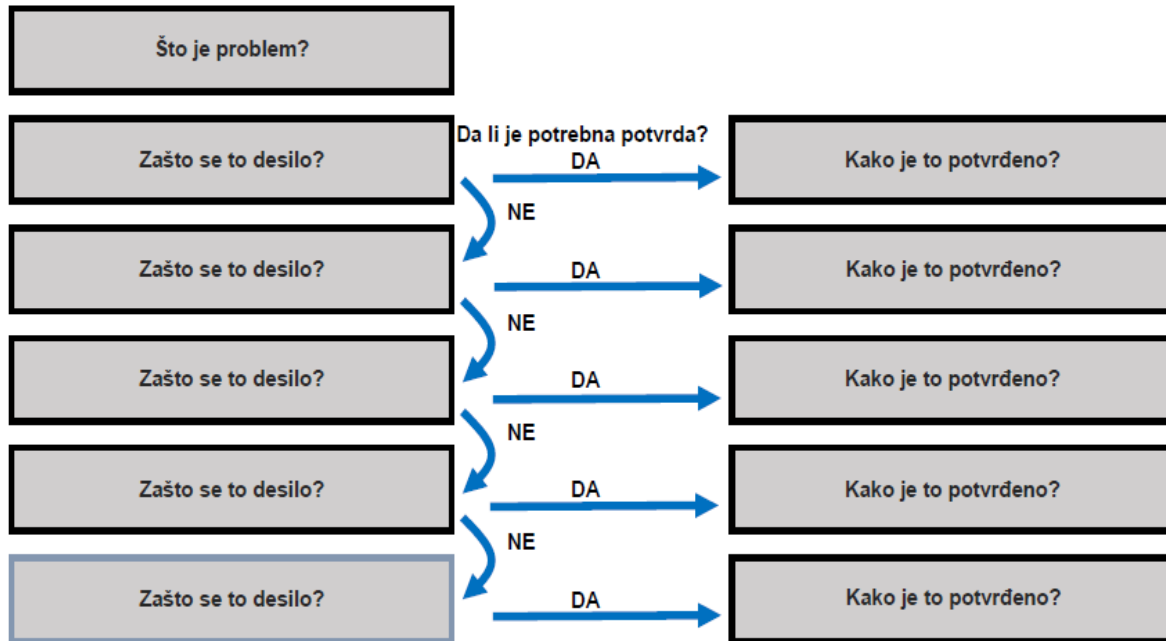 Što je problem?
Zašto se to desilo?
Da li je potrebna potvrda?
DA
Kako je to potvrđeno?
NE
Zašto se to desilo?
DA
Kako je to potvrđeno?
NE
Zašto se to desilo?
DA
Kako je to potvrđeno?
NE
Zašto se to desilo?
DA
Kako je to potvrđeno?
NE
Zašto se to desilo?
DA
Kako je to potvrđeno?